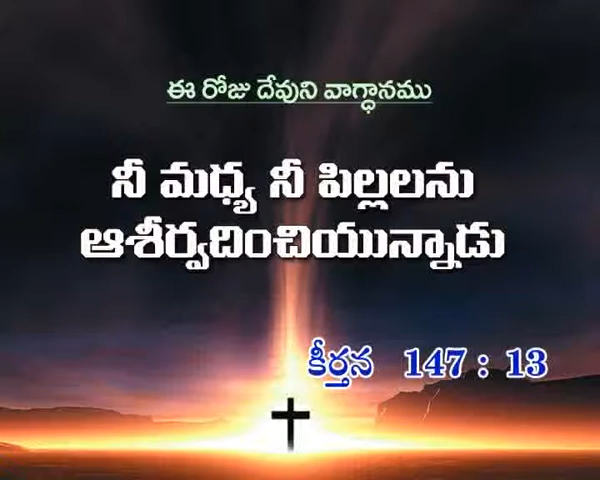 ఈ రోజు దేవుని వాగ్ధానము
నీ మధ్య నీ పిల్లలను
ఆశీర్వదించియున్నాడు
కీర్తన 147 : 13